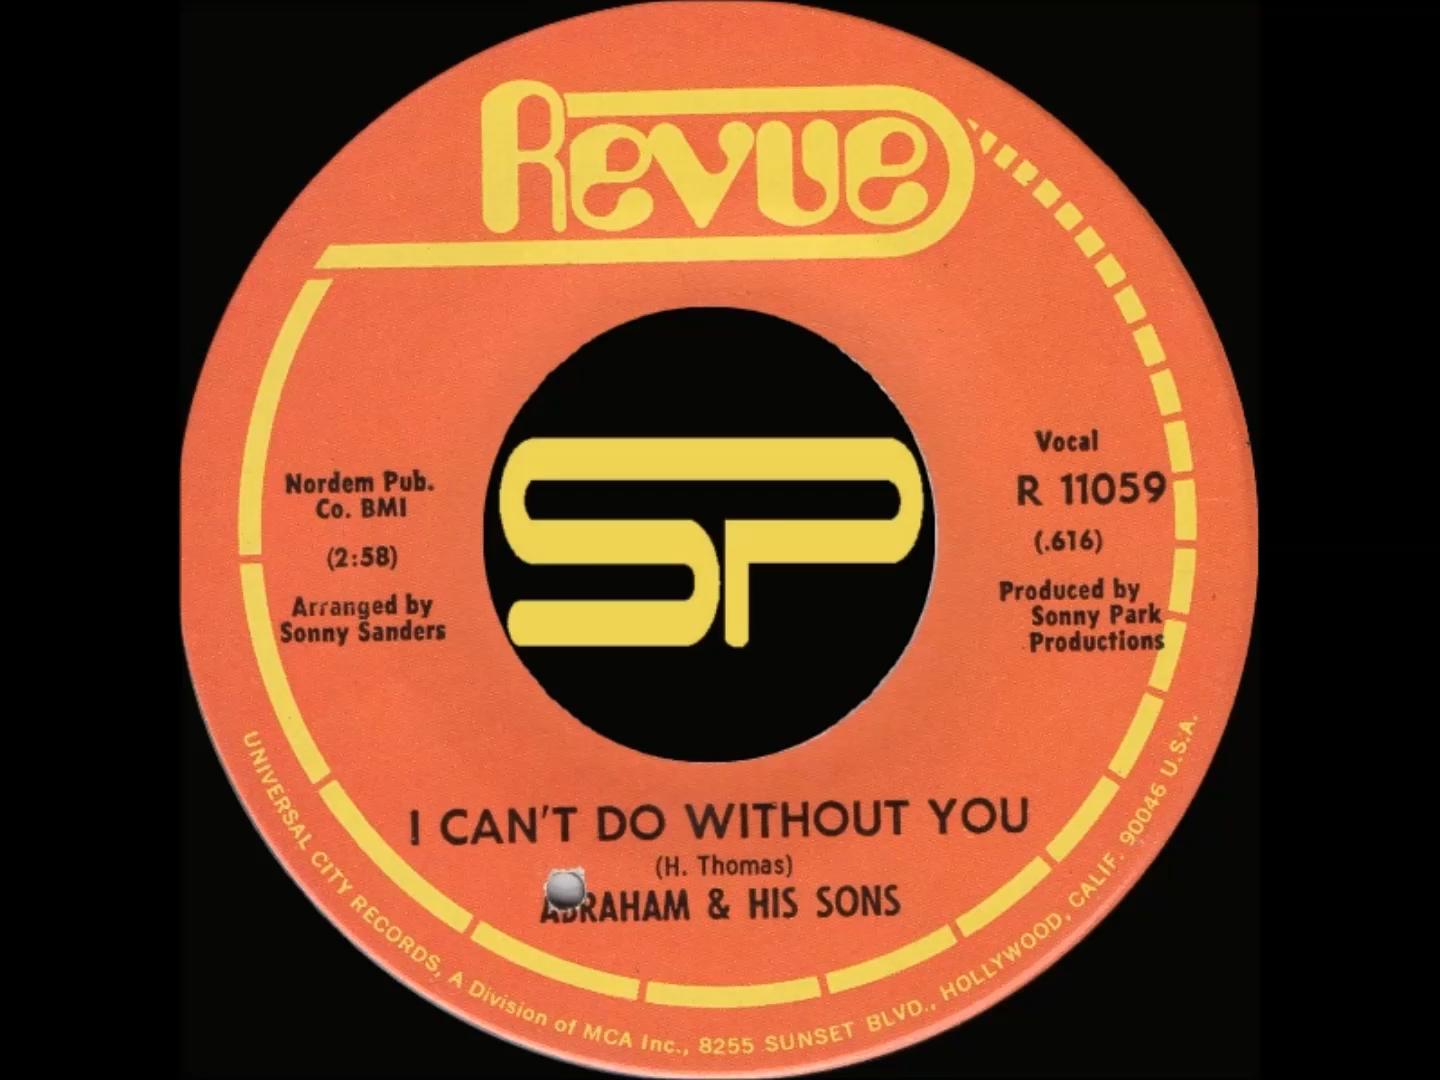 Revue
SP
Vocal
R 11059
(.616)
Produced by
Sonny Park
Productions
Nordem Pub.
Co. BMI
(2:58)
Arranged by
Sonny Sanders
I CAN'T DO WITHOUT YOU
(H. Thomas)
ABRAHAM & HIS SONS
UNIVERSAL CITY RECORDS, A Division of MCA Inc., 8255 SUNSET BLVD., HOLLYWOOD, CALIF. 90046 U.S.A.